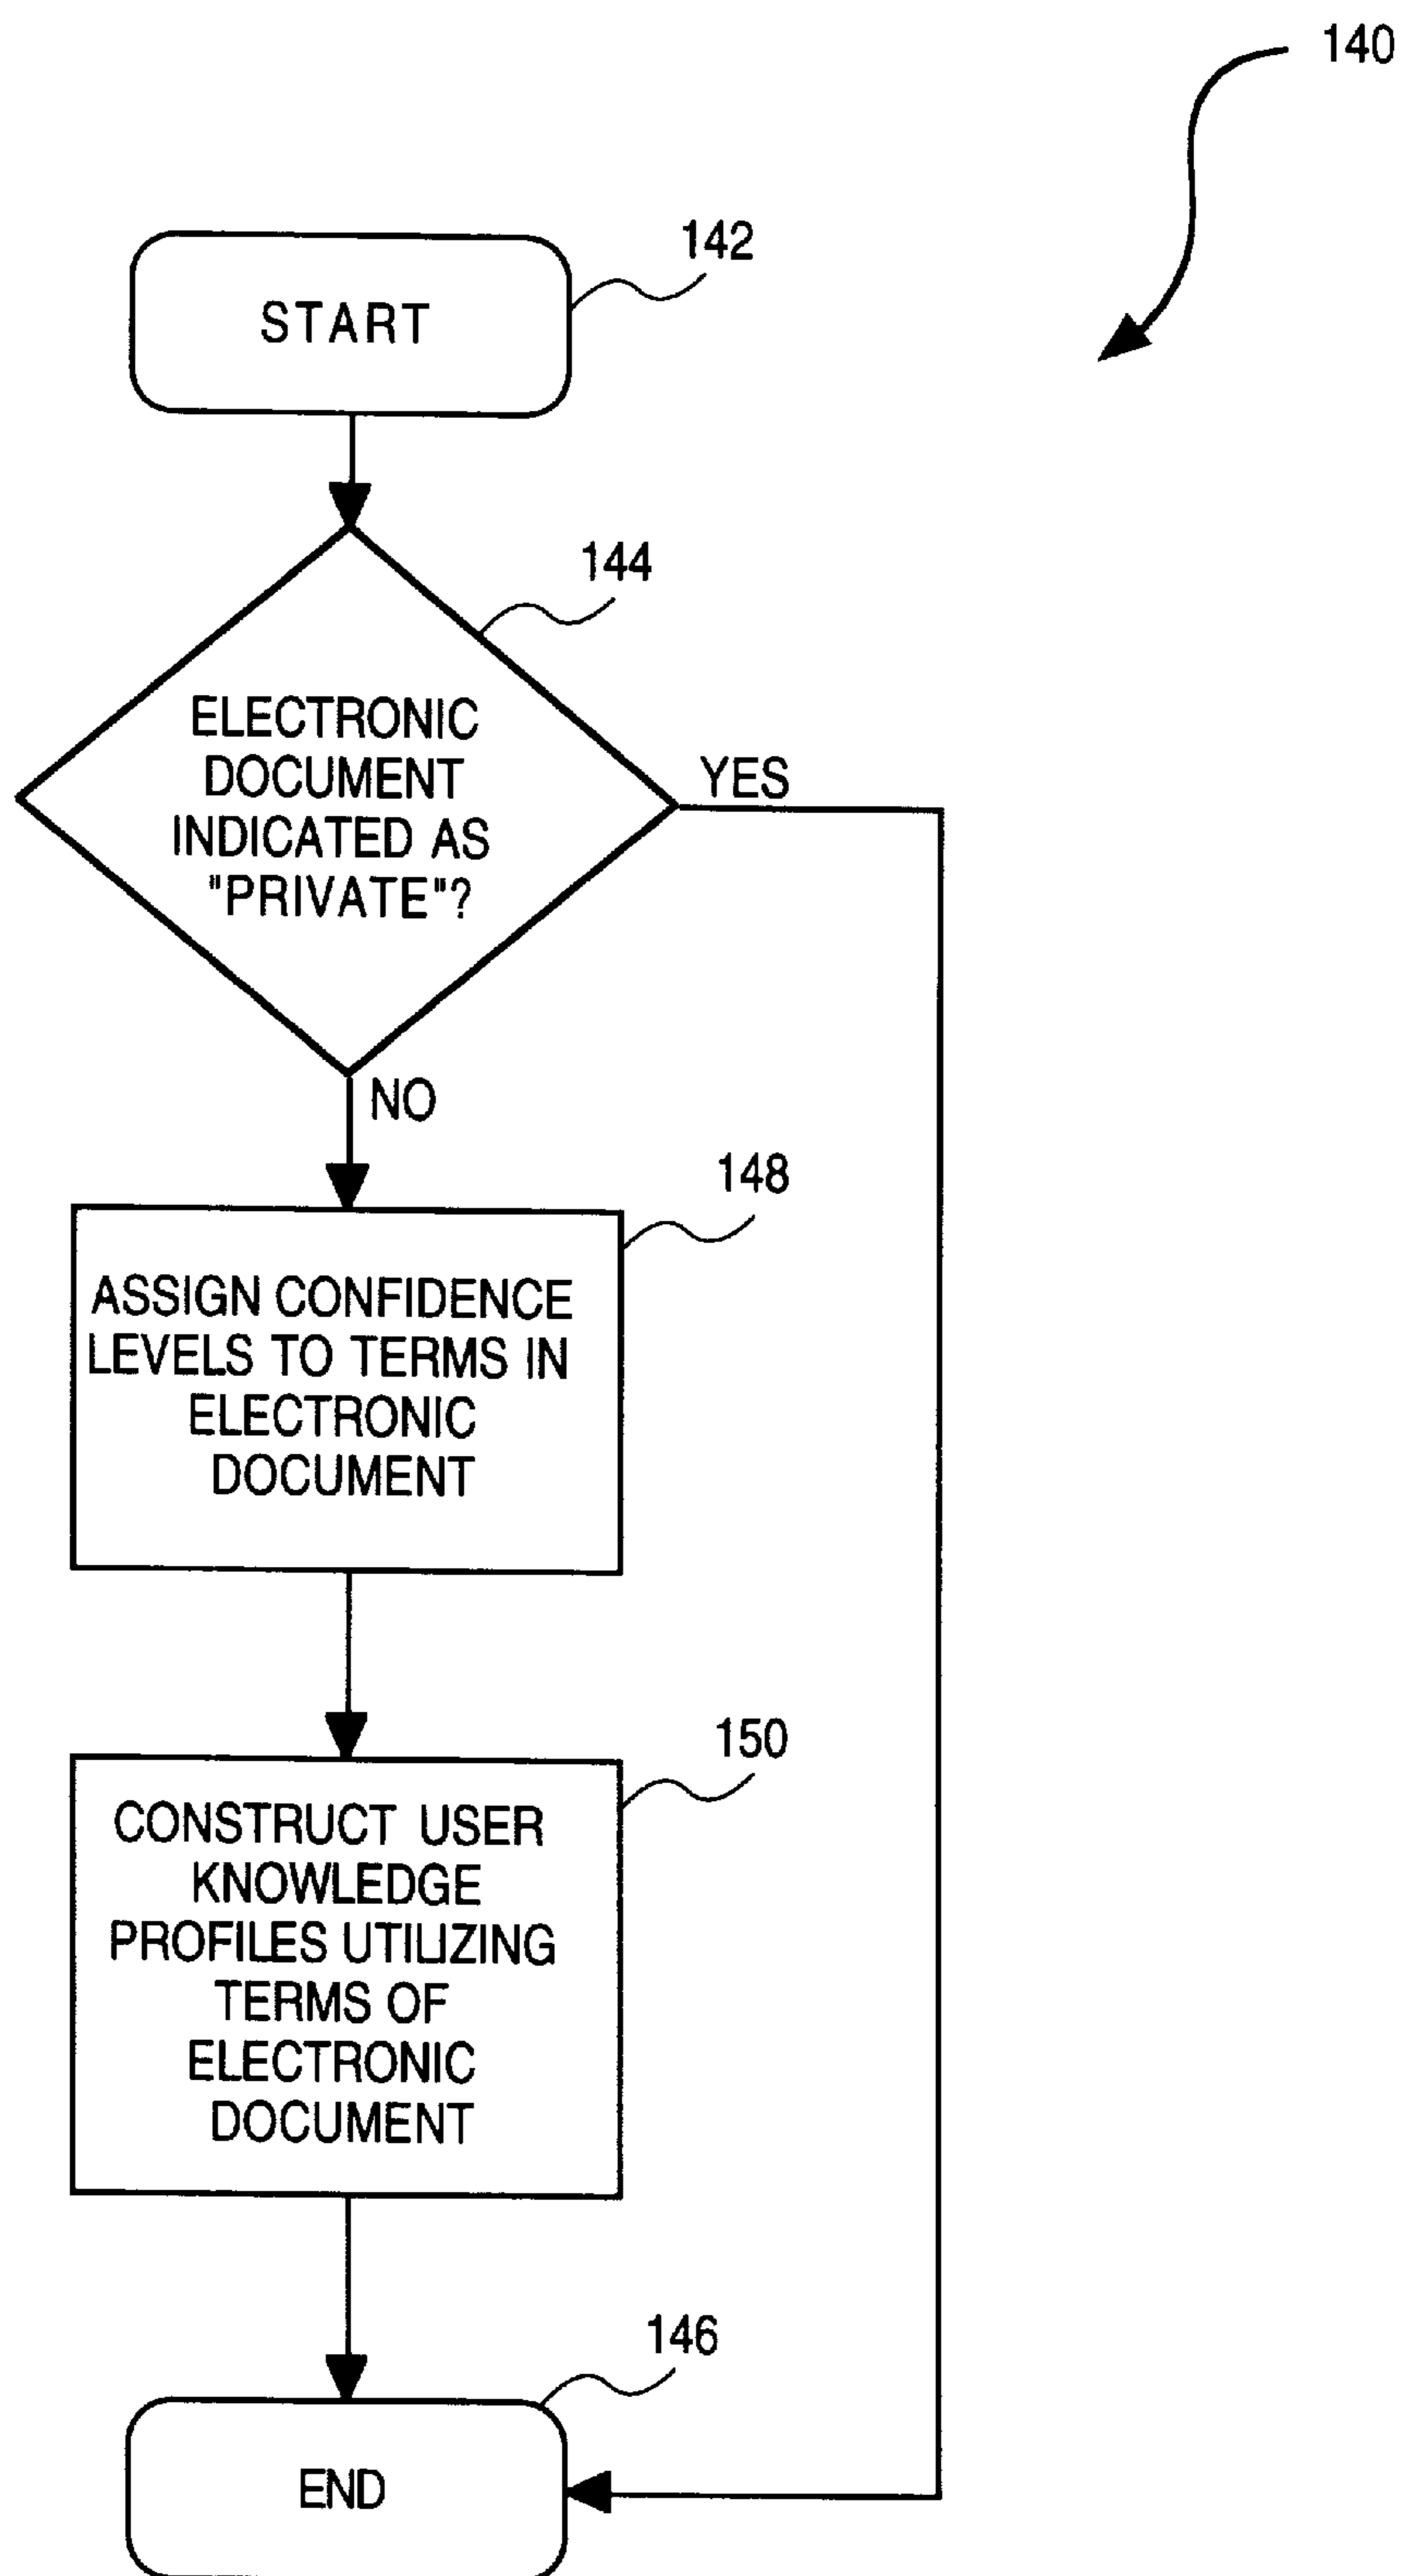 140
142
START
144
ELECTRONIC
DOCUMENT
INDICATED AS
"PRIVATE"?
YES
NO
148
ASSIGN CONFIDENCE
LEVELS TO TERMS IN
ELECTRONIC
DOCUMENT
150
CONSTRUCT USER
KNOWLEDGE
PROFILES UTILIZING
TERMS OF
ELECTRONIC
DOCUMENT
146
END